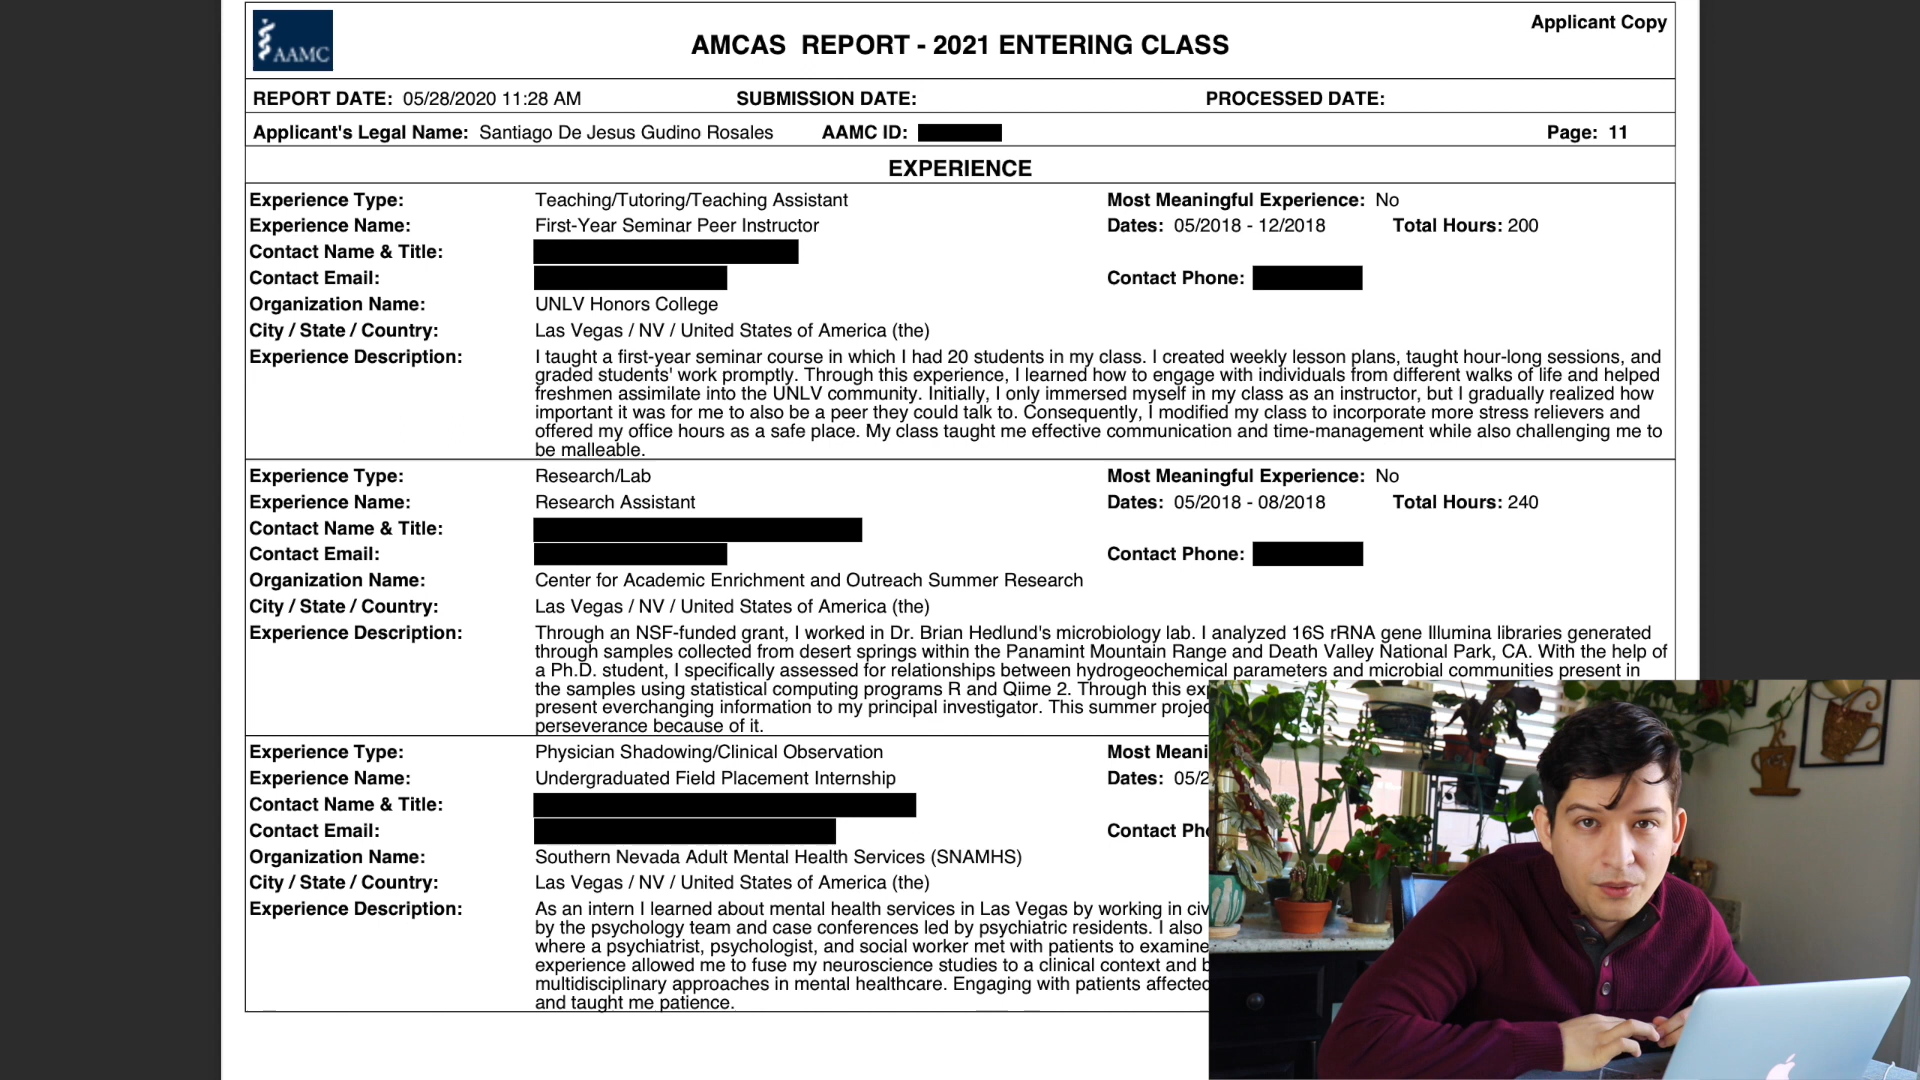 AAMC
Applicant Copy
AMCAS REPORT - 2021 ENTERING CLASS
REPORT DATE: 05/28/2020 11:28 AM SUBMISSION DATE: PROCESSED DATE:
Applicant's Legal Name: Santiago De Jesus Gudino Rosales AAMC ID: Page: 11
EXPERIENCE
Experience Type: Teaching/Tutoring/Teaching Assistant Most Meaningful Experience: No
Experience Name: First-Year Seminar Peer Instructor Dates: 05/2018 - 12/2018 Total Hours: 200
Contact Name & Title:
Contact Email: Contact Phone:
Organization Name: UNLV Honors College
City / State / Country: Las Vegas / NV / United States of America (the)
Experience Description: I taught a first-year seminar course in which I had 20 students in my class. I created weekly lesson plans, taught hour-long sessions, and
graded students' work promptly. Through this experience, I learned how to engage with individuals from different walks of life and helped
freshmen assimilate into the UNLV community. Initially, I only immersed myself in my class as an instructor, but I gradually realized how
important it was for me to also be a peer they could talk to. Consequently, I modified my class to incorporate more stress relievers and
offered my office hours as a safe place. My class taught me effective communication and time-management while also challenging me to
be malleable.
Experience Type: Research/Lab Most Meaningful Experience: No
Experience Name: Research Assistant Dates: 05/2018 - 08/2018 Total Hours: 240
Contact Name & Title:
Contact Email: Contact Phone:
Organization Name: Center for Academic Enrichment and Outreach Summer Research
City / State / Country: Las Vegas / NV / United States of America (the)
Experience Description: Through an NSF-funded grant, I worked in Dr. Brian Hedlund's microbiology lab. I analyzed 16S rRNA gene Illumina libraries generated
through samples collected from desert springs within the Panamint Mountain Range and Death Valley National Park, CA. With the help of
a Ph.D. student, I specifically assessed for relationships between hydrogeochemical parameters and microbial communities present in
the samples using statistical computing programs R and Qiime 2. Through this exp
present everchanging information to my principal investigator. This summer projec
perseverance because of it.
Experience Type: Physician Shadowing/Clinical Observation Most Meani
Experience Name: Undergraduated Field Placement Internship Dates: 05/2
Contact Name & Title:
Contact Email: Contact Pho
Organization Name: Southern Nevada Adult Mental Health Services (SNAMHS)
City / State / Country: Las Vegas / NV / United States of America (the)
Experience Description: As an intern I learned about mental health services in Las Vegas by working in civ
by the psychology team and case conferences led by psychiatric residents. I also
where a psychiatrist, psychologist, and social worker met with patients to examine
experience allowed me to fuse my neuroscience studies to a clinical context and b
multidisciplinary approaches in mental healthcare. Engaging with patients affected
and taught me patience.